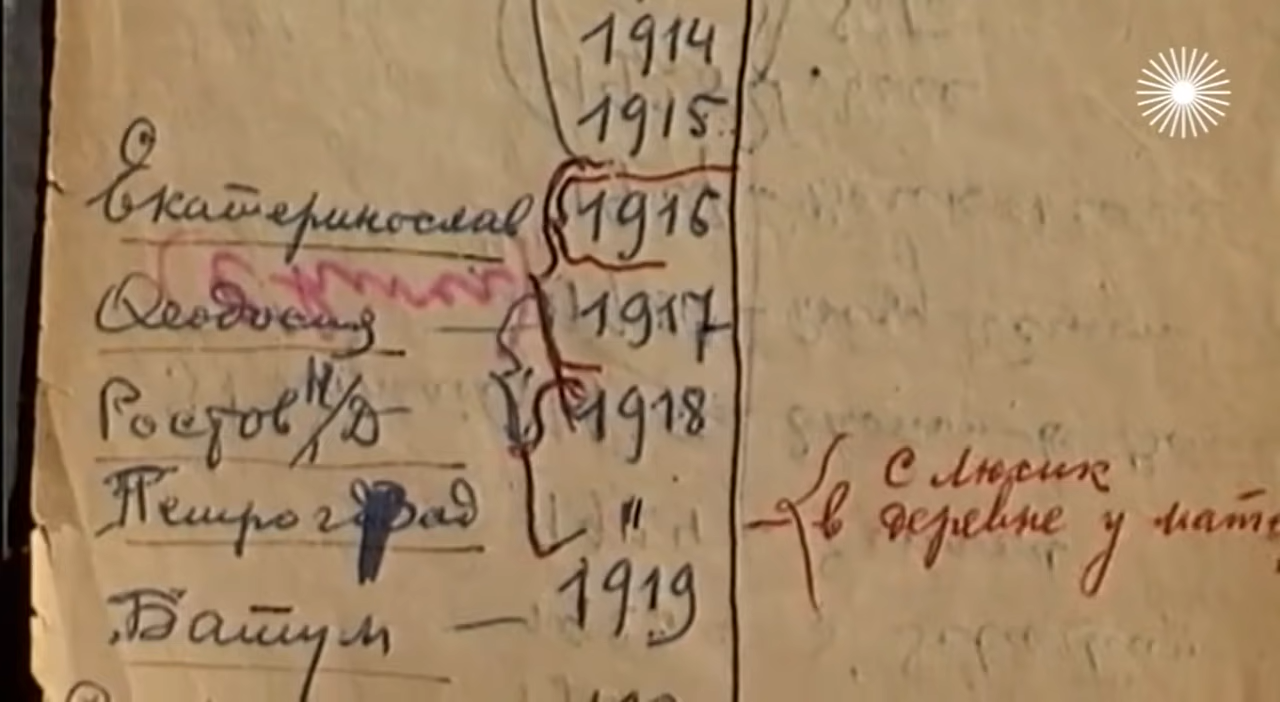 1914
1915
Екатеринослав 1916
Феодосия — 1917
Ростов Н/Д 1918
Петроград "
Батум — 1919
С Люсик
в деревне у